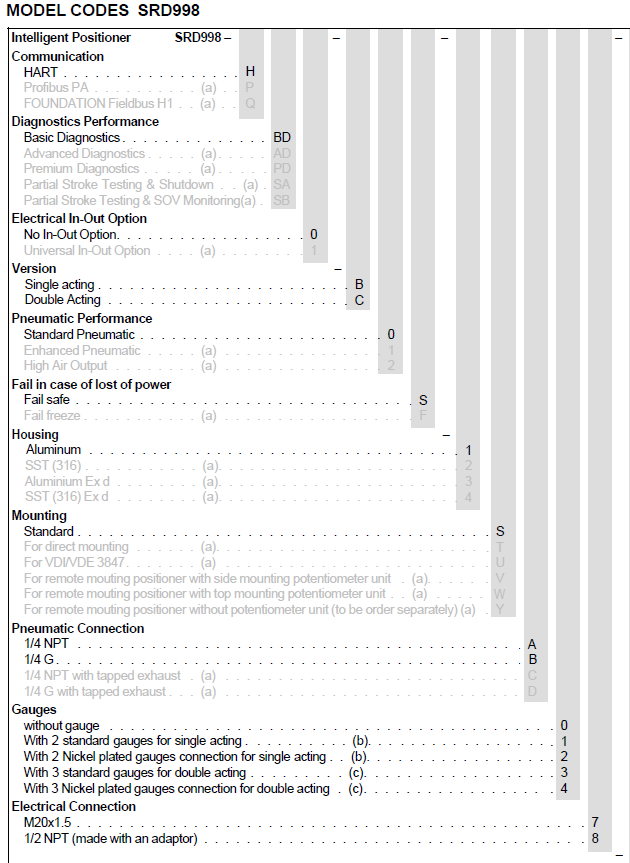 MODEL CODES  SRD998
Intelligent Positioner SRD998 – – – –
Communication
HART . . . . . . . . . . . . . . . . . . H
Profibus PA . . . . . . . . . . (a) . . P
FOUNDATION Fieldbus H1 . . (a) . . Q
Diagnostics Performance
Basic Diagnostics . . . . . . . . . . . . . . BD
Advanced Diagnostics . . . . . (a) . . . . . AD
Premium Diagnostics . . . . . (a) . . . . . PD
Partial Stroke Testing & Shutdown . . (a) . SA
Partial Stroke Testing & SOV Monitoring(a) . SB
Electrical In-Out Option
No In-Out Option. . . . . . . . . . . . . . . . . . 0
Universal In-Out Option . . . . (a) . . . . . . . . 1
Version –
Single acting . . . . . . . . . . . . . . . . . . . . . . . B
Double Acting . . . . . . . . . . . . . . . . . . . . . . C
Pneumatic Performance
Standard Pneumatic . . . . . . . . . . . . . . . . . . . . . . 0
Enhanced Pneumatic . . . . . (a) . . . . . . . . . . . . . . 1
High Air Output . . . . . . . (a) . . . . . . . . . . . . . . 2
Fail in case of lost of power
Fail safe . . . . . . . . . . . . . . . . . . . . . . . . . . . . . . . S
Fail freeze . . . . . . . . . . (a) . . . . . . . . . . . . . . . . F
Housing –
Aluminum . . . . . . . . . . . . . . . . . . . . . . . . . . . . . . . . . . 1
SST (316) . . . . . . . . . . . (a). . . . . . . . . . . . . . . . . . . 2
Aluminium Ex d . . . . . . . (a). . . . . . . . . . . . . . . . . . . 3
SST (316) Ex d . . . . . . . . (a). . . . . . . . . . . . . . . . . . . 4
Mounting
Standard . . . . . . . . . . . . . . . . . . . . . . . . . . . . . . . . . . . . . . S
For direct mounting . . . . . . (a). . . . . . . . . . . . . . . . . . . . . . T
For VDI/VDE 3847. . . . . . . (a). . . . . . . . . . . . . . . . . . . . . . U
For remote mouting positioner with side mounting potentiometer unit . (a). . . . . . V
For remote mouting positioner with top mounting potentiometer unit . . (a) . . . . . . W
For remote mouting positioner without potentiometer unit (to be order separately) (a) . Y
Pneumatic Connection
1/4 NPT . . . . . . . . . . . . . . . . . . . . . . . . . . . . . . . . . . . . . . . . . . A
1/4 G. . . . . . . . . . . . . . . . . . . . . . . . . . . . . . . . . . . . . . . . . . . . B
1/4 NPT with tapped exhaust . (a) . . . . . . . . . . . . . . . . . . . . . . . . . C
1/4 G with tapped exhaust . . . (a) . . . . . . . . . . . . . . . . . . . . . . . . . D
Gauges
without gauge . . . . . . . . . . . . . . . . . . . . . . . . . . . . . . . . . . . . . . . . . . 0
With 2 standard gauges for single acting . . . . . . . . . . (b). . . . . . . . . . . . . . . . . 1
With 2 Nickel plated gauges connection for single acting . . (b). . . . . . . . . . . . . . . . . 2
With 3 standard gauges for double acting . . . . . . . . . (c). . . . . . . . . . . . . . . . . . 3
With 3 Nickel plated gauges connection for double acting . (c). . . . . . . . . . . . . . . . . . 4
Electrical Connection
M20x1.5 . . . . . . . . . . . . . . . . . . . . . . . . . . . . . . . . . . . . . . . . . . . . . . . . 7
1/2 NPT (made with an adaptor) . . . . . . . . . . . . . . . . . . . . . . . . . . . . . . . . . . . 8
–